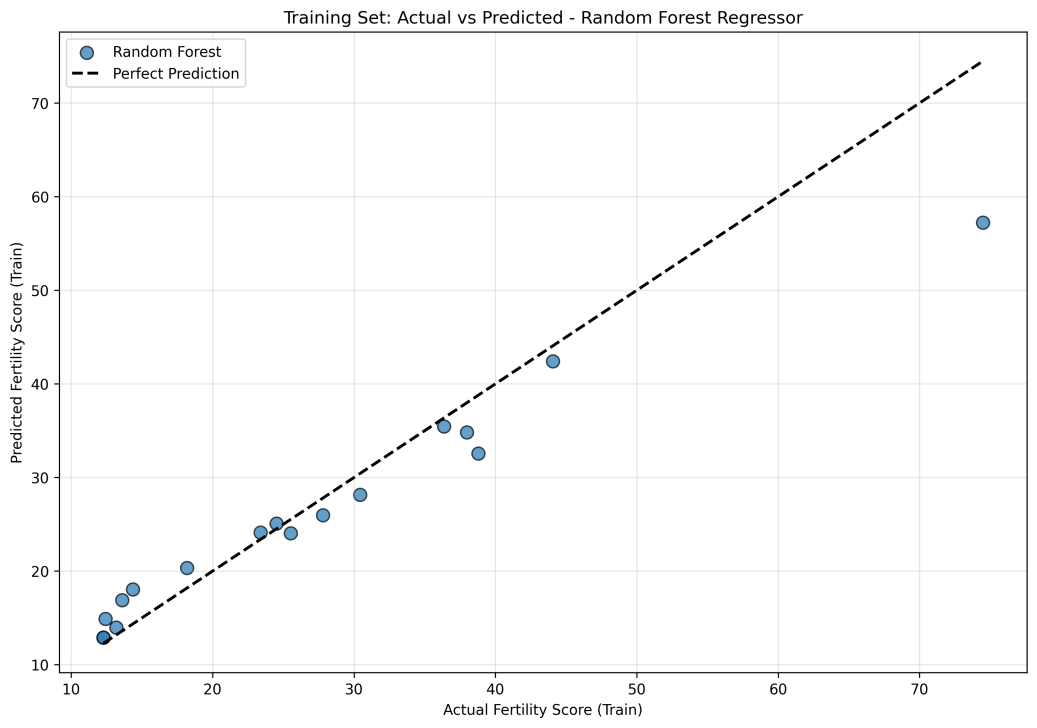 Training Set: Actual vs Predicted - Random Forest Regressor
Random Forest
Perfect Prediction
Predicted Fertility Score (Train)
70
60
50
40
30
20
10
10 20 30 40 50 60 70
Actual Fertility Score (Train)